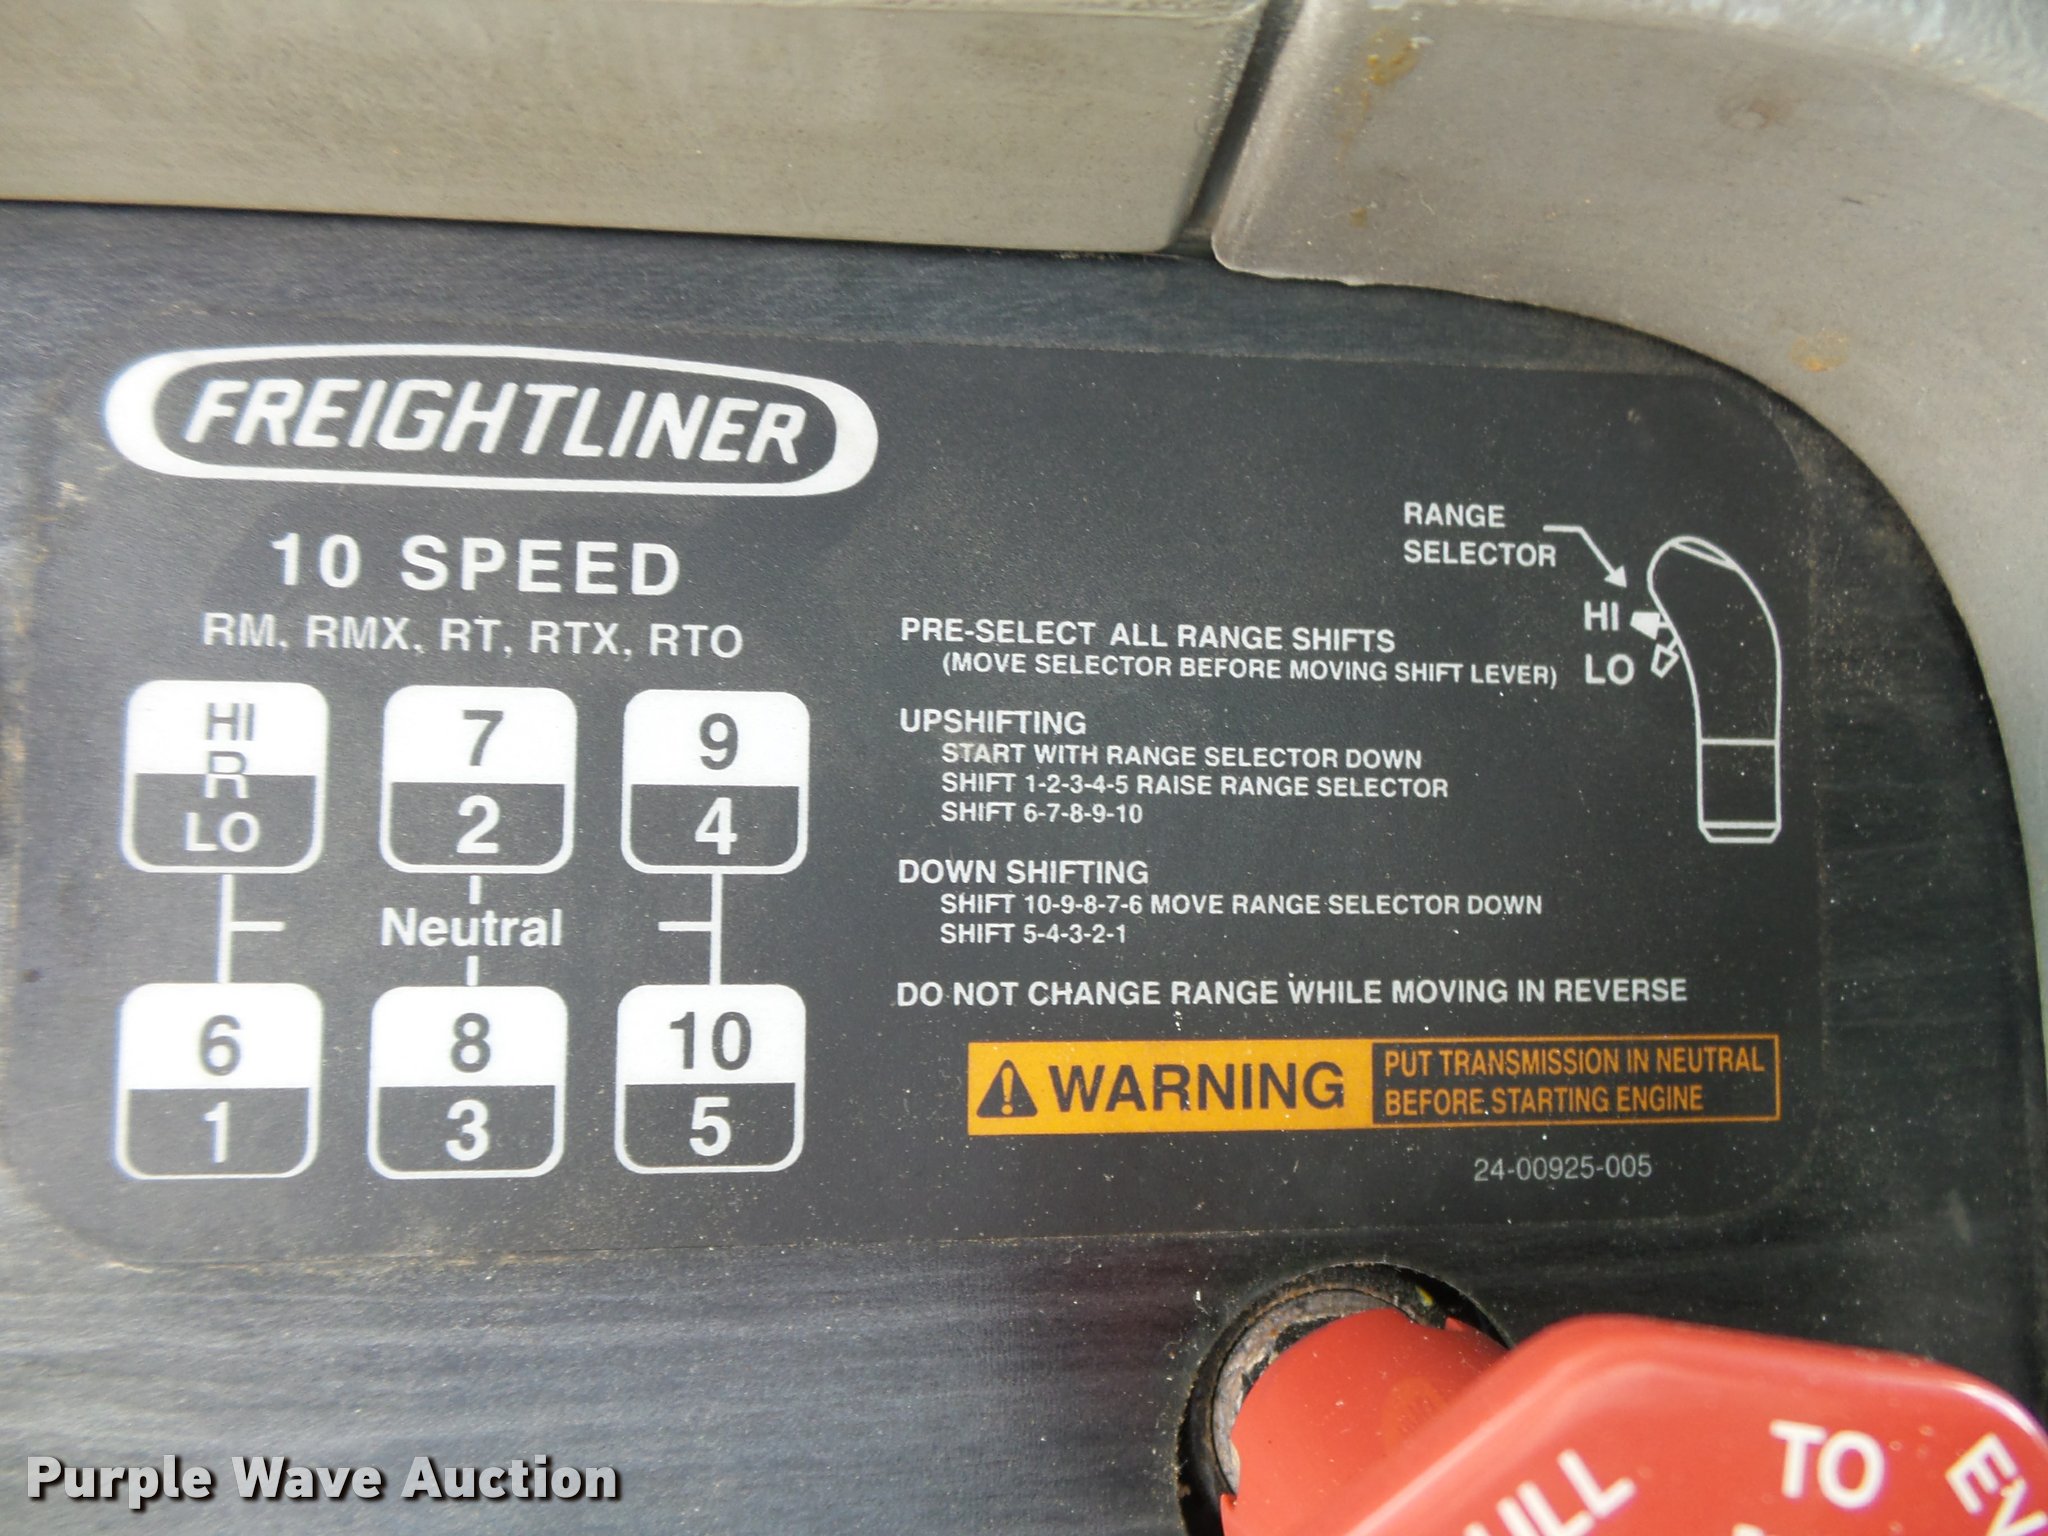 FREIGHTLINER
10 SPEED
RM, RMX, RT, RTX, RTO
HI
R
LO
7
2
9
4
Neutral
6
1
8
3
10
5
RANGE
SELECTOR
HI
LO
PRE-SELECT ALL RANGE SHIFTS
(MOVE SELECTOR BEFORE MOVING SHIFT LEVER)
UPSHIFTING
START WITH RANGE SELECTOR DOWN
SHIFT 1-2-3-4-5 RAISE RANGE SELECTOR
SHIFT 6-7-8-9-10
DOWN SHIFTING
SHIFT 10-9-8-7-6 MOVE RANGE SELECTOR DOWN
SHIFT 5-4-3-2-1
DO NOT CHANGE RANGE WHILE MOVING IN REVERSE
WARNING
PUT TRANSMISSION IN NEUTRAL
BEFORE STARTING ENGINE
24-00925-005
TO
Purple Wave Auction